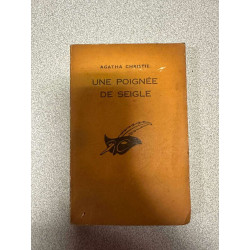 AGATHA CHRISTIE
UNE POIGNÉE
DE SEIGLE